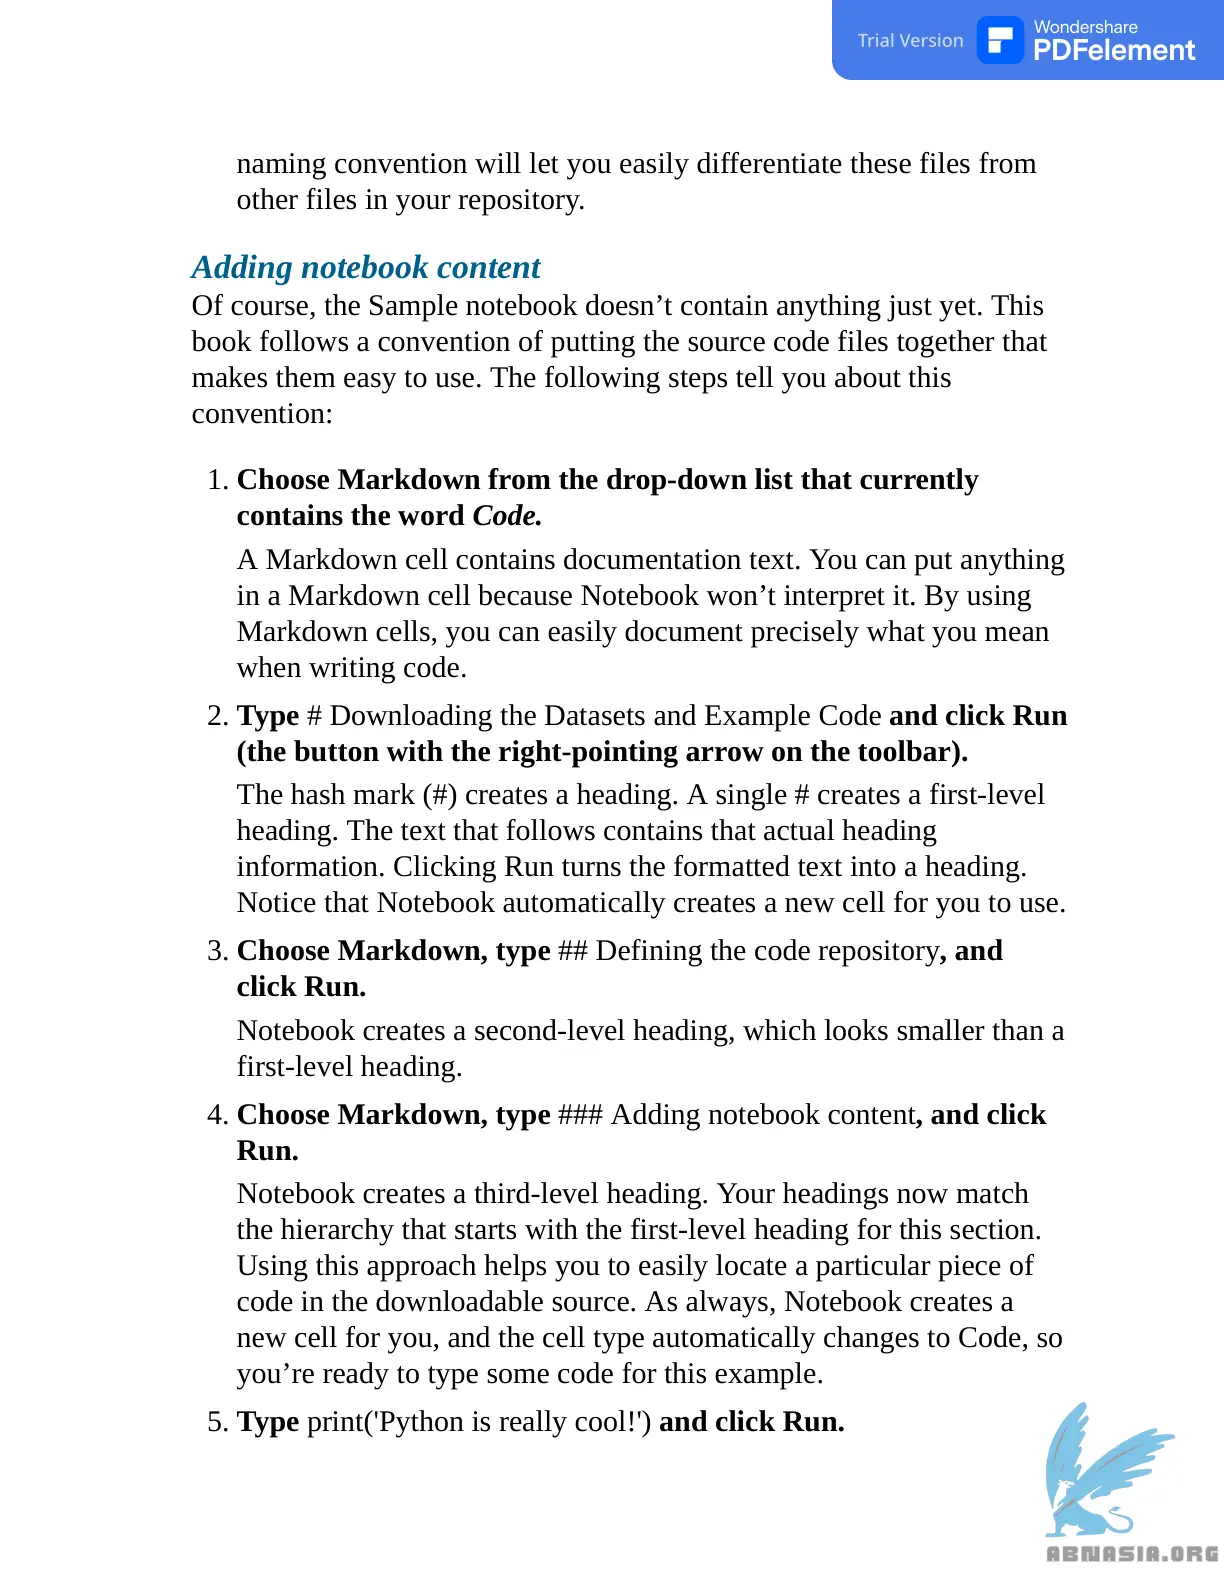 Trial Version
Wondershare
PDFelement
naming convention will let you easily differentiate these files from
other files in your repository.
Adding notebook content
Of course, the Sample notebook doesn’t contain anything just yet. This
book follows a convention of putting the source code files together that
makes them easy to use. The following steps tell you about this
convention:
1. Choose Markdown from the drop-down list that currently
contains the word Code.
A Markdown cell contains documentation text. You can put anything
in a Markdown cell because Notebook won’t interpret it. By using
Markdown cells, you can easily document precisely what you mean
when writing code.
2. Type # Downloading the Datasets and Example Code and click Run
(the button with the right-pointing arrow on the toolbar).
The hash mark (#) creates a heading. A single # creates a first-level
heading. The text that follows contains that actual heading
information. Clicking Run turns the formatted text into a heading.
Notice that Notebook automatically creates a new cell for you to use.
3. Choose Markdown, type ## Defining the code repository, and
click Run.
Notebook creates a second-level heading, which looks smaller than a
first-level heading.
4. Choose Markdown, type ### Adding notebook content, and click
Run.
Notebook creates a third-level heading. Your headings now match
the hierarchy that starts with the first-level heading for this section.
Using this approach helps you to easily locate a particular piece of
code in the downloadable source. As always, Notebook creates a
new cell for you, and the cell type automatically changes to Code, so
you’re ready to type some code for this example.
5. Type print('Python is really cool!') and click Run.
ABNASIA.ORG